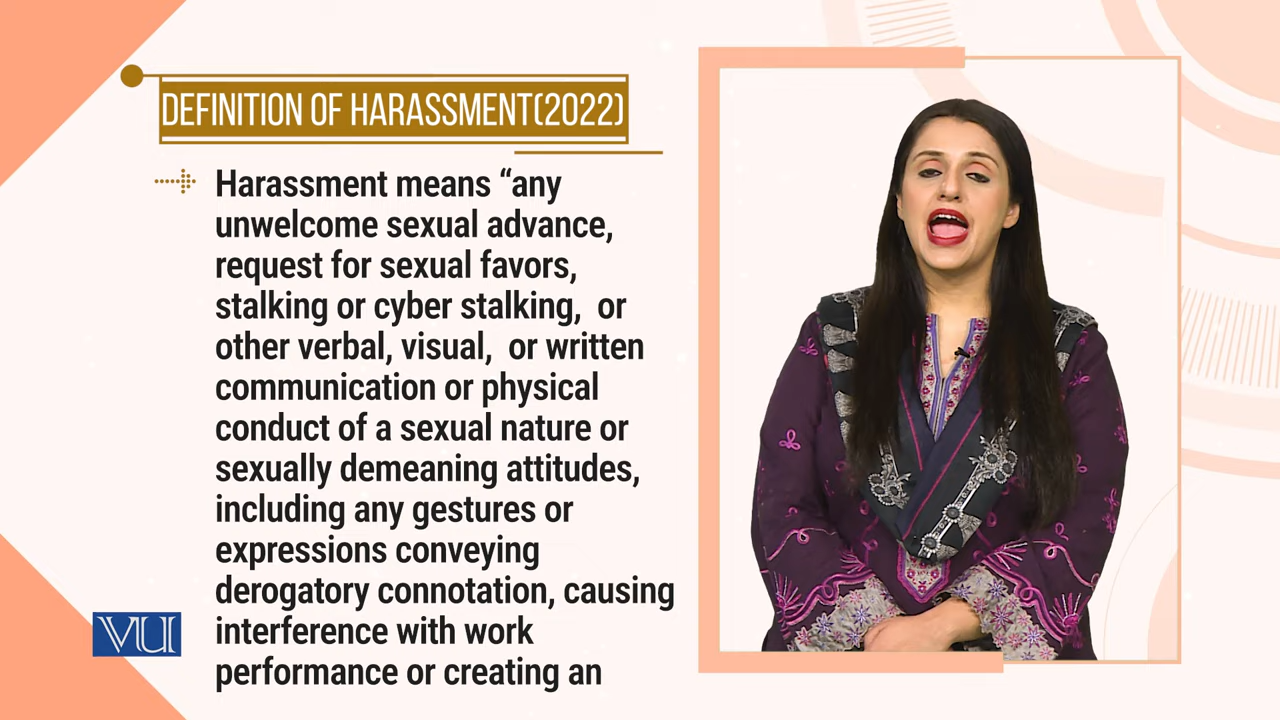 DEFINITION OF HARASSMENT(2022)
Harassment means “any
unwelcome sexual advance,
request for sexual favors,
stalking or cyber stalking, or
other verbal, visual, or written
communication or physical
conduct of a sexual nature or
sexually demeaning attitudes,
including any gestures or
expressions conveying
derogatory connotation, causing
interference with work
performance or creating an
VU